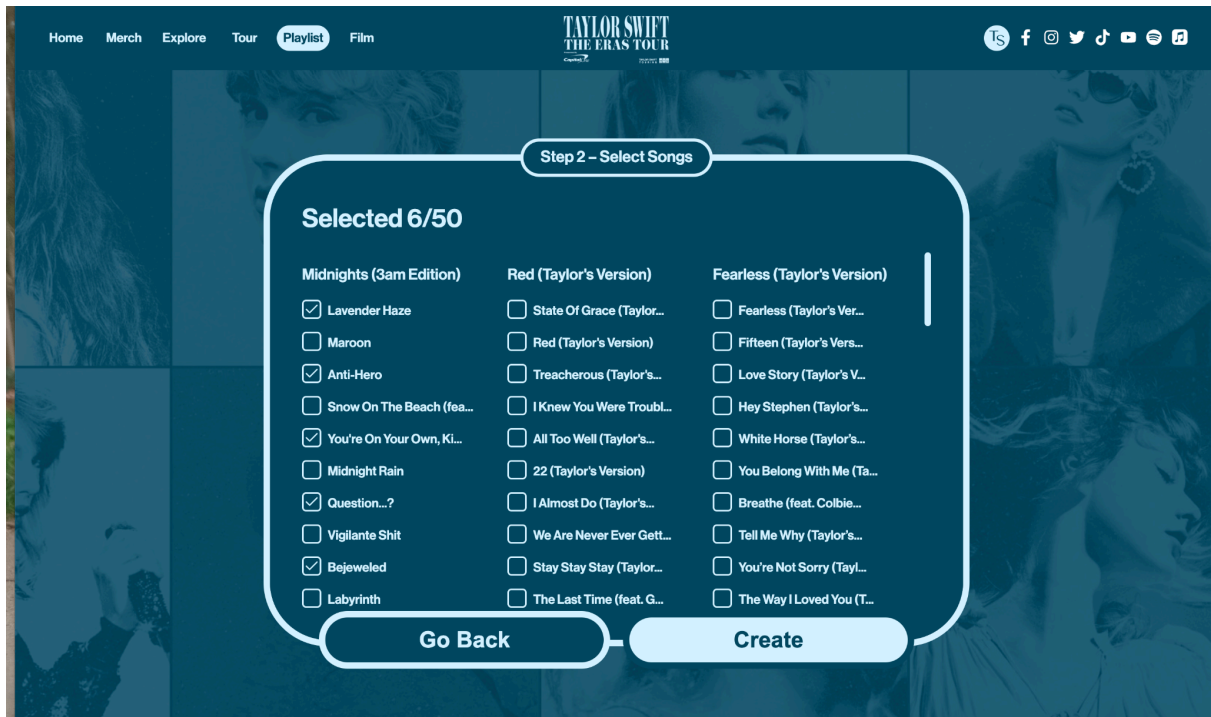 Home Merch Explore Tour Playlist Film
TAYLOR SWIFT
THE ERAS TOUR
Capital One
TS
Step 2 – Select Songs
Selected 6/50
Midnights (3am Edition)
Lavender Haze
Maroon
Anti-Hero
Snow On The Beach (fea...
You're On Your Own, Ki...
Midnight Rain
Question...?
Vigilante Shit
Bejeweled
Labyrinth
Red (Taylor's Version)
State Of Grace (Taylor...
Red (Taylor's Version)
Treacherous (Taylor's...
I Knew You Were Troubl...
All Too Well (Taylor's...
22 (Taylor's Version)
I Almost Do (Taylor's...
We Are Never Ever Gett...
Stay Stay Stay (Taylor...
The Last Time (feat. G...
Fearless (Taylor's Version)
Fearless (Taylor's Ver...
Fifteen (Taylor's Vers...
Love Story (Taylor's V...
Hey Stephen (Taylor's...
White Horse (Taylor's...
You Belong With Me (Ta...
Breathe (feat. Colbie...
Tell Me Why (Taylor's...
You're Not Sorry (Tayl...
The Way I Loved You (T...
Go Back
Create